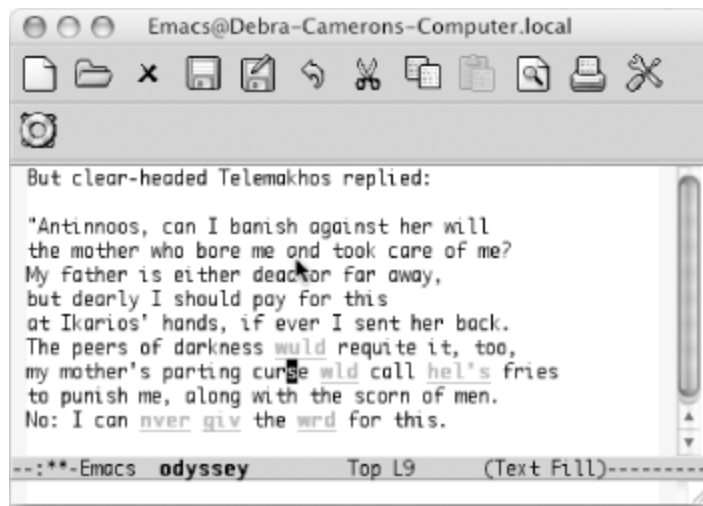 Emacs@Debra-Camerons-Computer.local
But clear-headed Telemakhos replied:
"Antinnoos, can I banish against her will
the mother who bore me and took care of me?
My father is either dead or far away,
but dearly I should pay for this
at Ikarios' hands, if ever I sent her back.
The peers of darkness wuld requite it, too,
my mother's parting curse wld call hel's fries
to punish me, along with the scorn of men.
No: I can nver giv the wrd for this.
--:**-Emacs odyssey Top L9 (Text Fill)---------